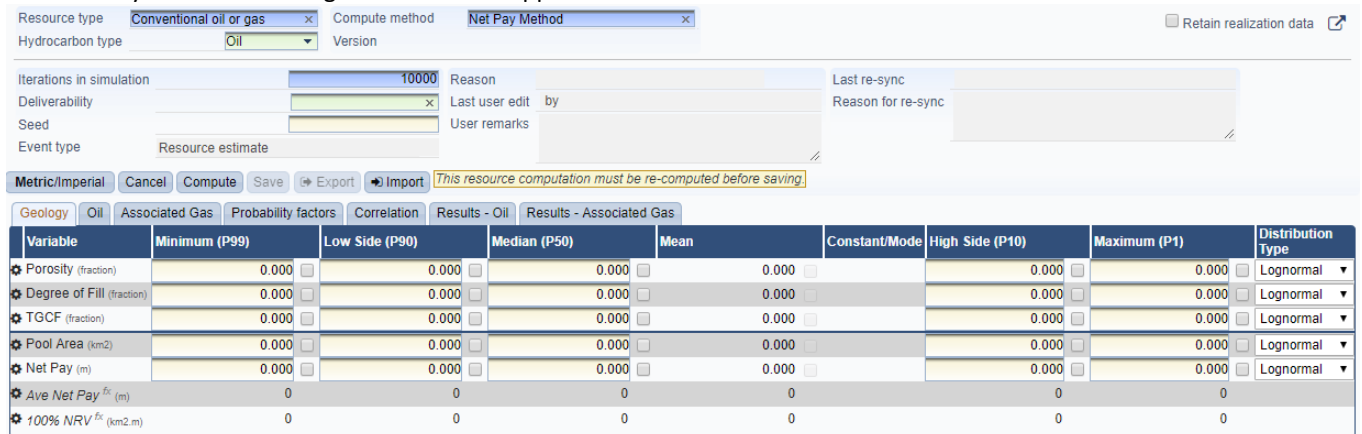 Resource type Conventional oil or gas × Compute method Net Pay Method × Retain realization data
Hydrocarbon type Oil Version
Iterations in simulation 10000 Reason Last re-sync
Deliverability × Last user edit by Reason for re-sync
Seed User remarks
Event type Resource estimate
Metric/Imperial Cancel Compute Save Export Import This resource computation must be re-computed before saving.
Geology Oil Associated Gas Probability factors Correlation Results - Oil Results - Associated Gas
Variable Minimum (P99) Low Side (P90) Median (P50) Mean Constant/Mode High Side (P10) Maximum (P1) Distribution Type
Porosity (fraction) 0.000 0.000 0.000 0.000 0.000 0.000 Lognormal
Degree of Fill (fraction) 0.000 0.000 0.000 0.000 0.000 0.000 Lognormal
TGCF (fraction) 0.000 0.000 0.000 0.000 0.000 0.000 Lognormal
Pool Area (km2) 0.000 0.000 0.000 0.000 0.000 0.000 Lognormal
Net Pay (m) 0.000 0.000 0.000 0.000 0.000 0.000 Lognormal
Ave Net Pay fx (m) 0 0 0 0 0 0
100% NRV fx (km2.m) 0 0 0 0 0 0